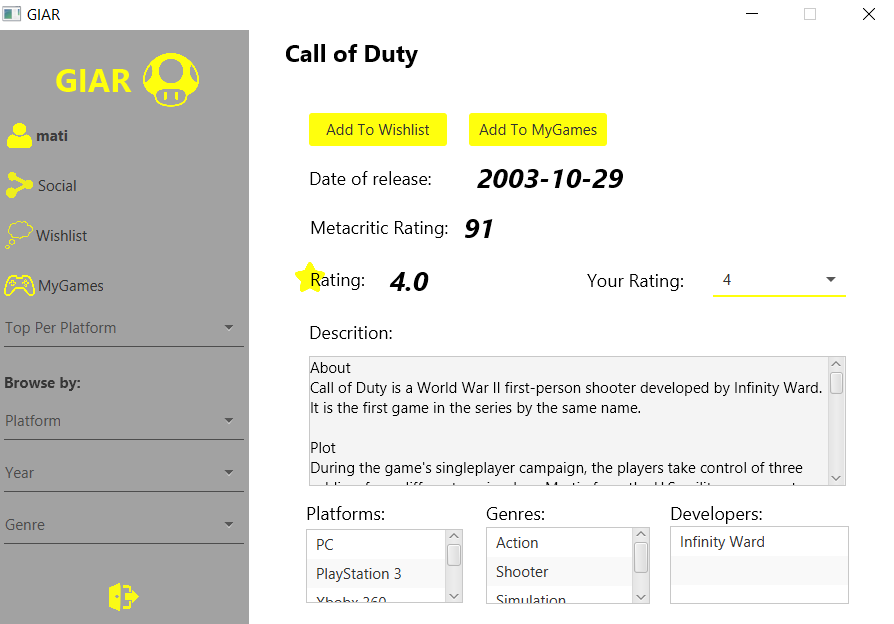 GIAR
GIAR
mati
Social
Wishlist
MyGames
Top Per Platform
Browse by:
Platform
Year
Genre
Call of Duty
Add To Wishlist
Add To MyGames
Date of release: 2003-10-29
Metacritic Rating: 91
Rating: 4.0
Your Rating: 4
Descrition:
About
Call of Duty is a World War II first-person shooter developed by Infinity Ward.
It is the first game in the series by the same name.
Plot
During the game's singleplayer campaign, the players take control of three
Platforms:
PC
PlayStation 3
360
Genres:
Action
Shooter
Simulation
Developers:
Infinity Ward